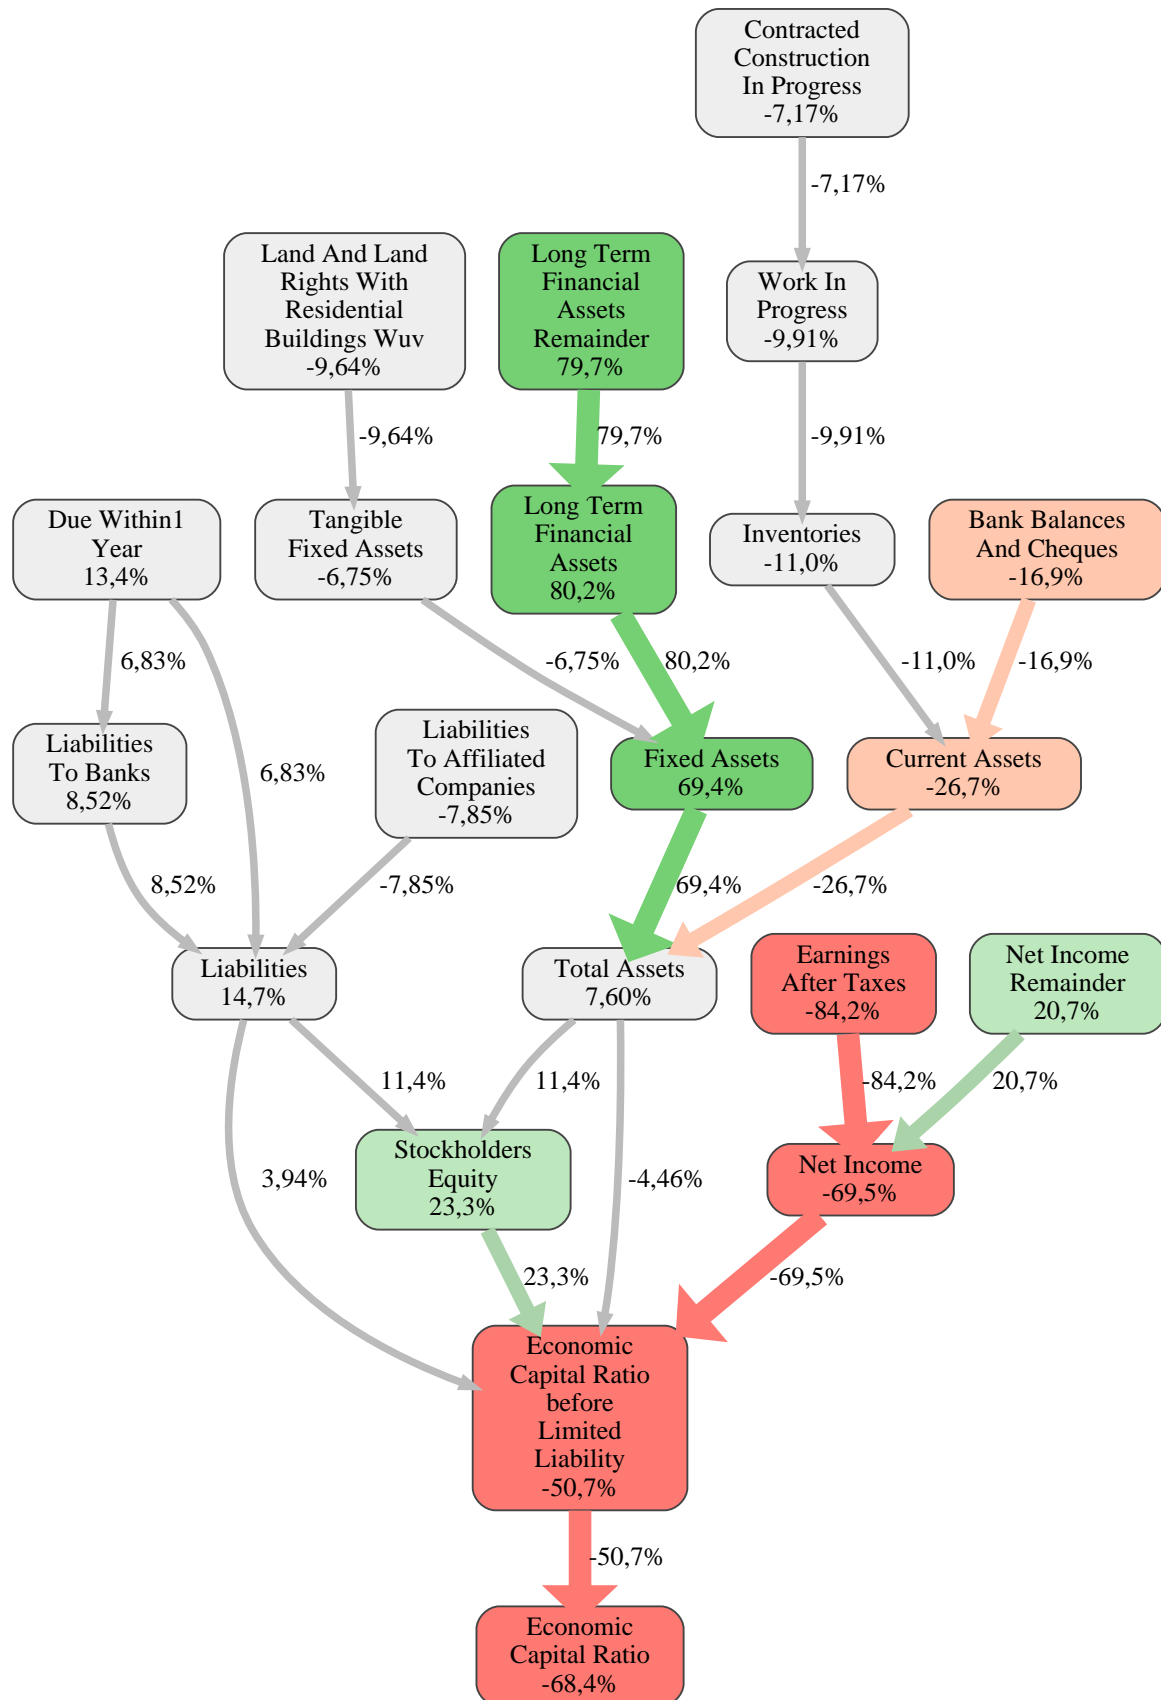 Contracted
Construction
In Progress
-7,17%
-7,17%
Land And Land
Rights With
Residential
Buildings Wuv
-9,64%
Long Term
Financial
Assets
Remainder
79,7%
Work In
Progress
-9,91%
-9,64%
79,7%
-9,91%
Due Within1
Year
13,4%
Tangible
Fixed Assets
-6,75%
Long Term
Financial
Assets
80,2%
Inventories
-11,0%
Bank Balances
And Cheques
-16,9%
6,83%
-6,75%
80,2%
-11,0%
-16,9%
Liabilities
To Banks
8,52%
6,83%
Liabilities
To Affiliated
Companies
-7,85%
Fixed Assets
69,4%
Current Assets
-26,7%
8,52%
-7,85%
69,4%
-26,7%
Liabilities
14,7%
Total Assets
7,60%
Earnings
After Taxes
-84,2%
Net Income
Remainder
20,7%
11,4%
11,4%
-84,2%
20,7%
3,94%
Stockholders
Equity
23,3%
-4,46%
Net Income
-69,5%
23,3%
-69,5%
Economic
Capital Ratio
before
Limited
Liability
-50,7%
-50,7%
Economic
Capital Ratio
-68,4%